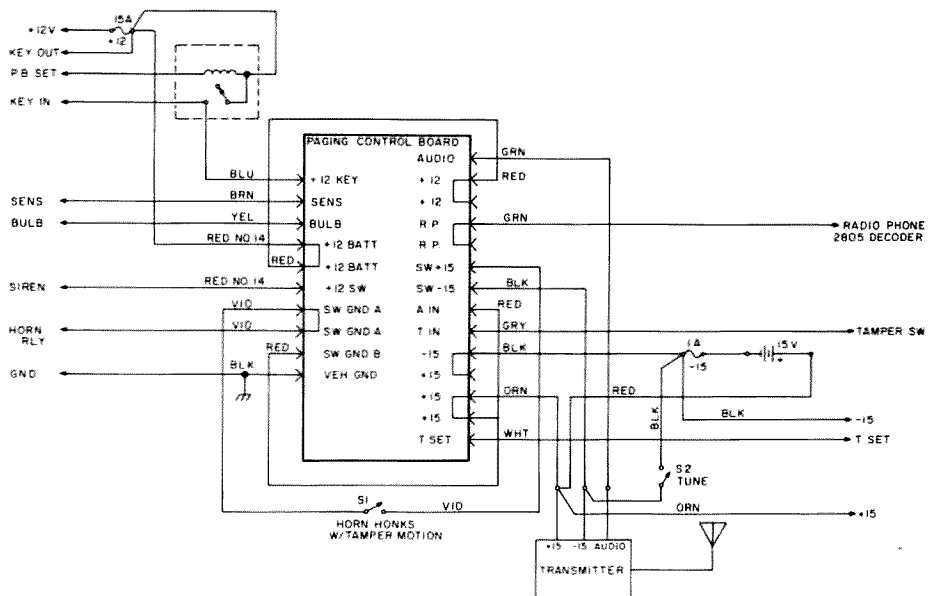 15A
+12V
+12
KEY OUT
PB SET
KEY IN
PAGING CONTROL BOARD
AUDIO
GRN
BLU
+12 KEY
+12
RED
SENS
BRN
SENS
+12
BULB
YEL
BULB
R.P.
GRN
RADIO PHONE
2805 DECODER
RED NO.14
+12 BATT
R.P.
RED
+12 BATT
SW+15
SIREN
RED NO.14
+12 SW
SW-15
BLK
VIO
SW GND A
A IN
RED
HORN
RLY
VIO
SW GND A
T IN
GRY
TAMPER SW
RED
SW GND B
-15
BLK
1A
-15
15V
+
GND
BLK
VEH GND
+15
+15
ORN
RED
+15
BLK
BLK
-15
T SET
WHT
T SET
S1
VIO
HORN HONKS
W/TAMPER MOTION
S2
TUNE
ORN
+15
+15
-15
AUDIO
TRANSMITTER